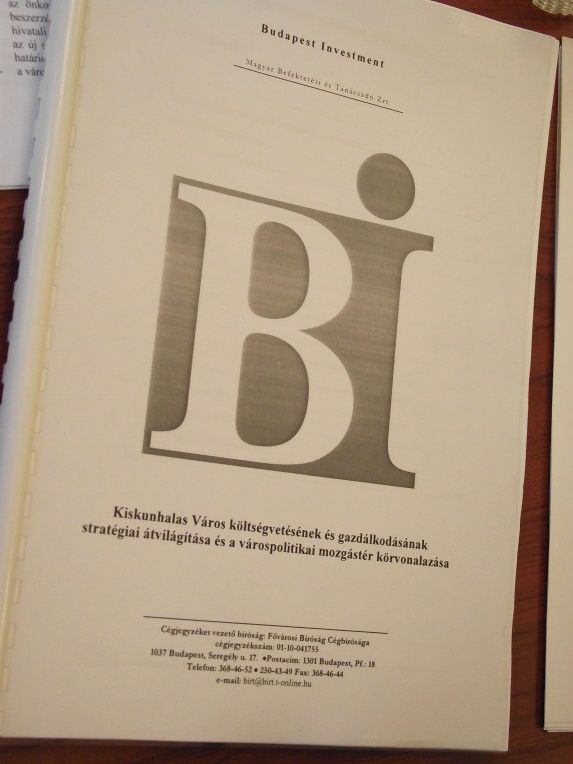 az önko
beszerzé
hivatali
az új s
határid
a váro
Budapest Investment
Magyar Befektetési és Tanácsadó Zrt.
Bi
Kiskunhalas Város költségvetésének és gazdálkodásának
stratégiai átvilágítása és a várospolitikai mozgástér körvonalazása
Cégjegyzéket vezető bíróság: Fővárosi Bíróság Cégbírósága
cégjegyzékszám: 01-10-041755
1037 Budapest, Seregély u. 17. •Postacím: 1301 Budapest, Pf.: 18
Telefon: 368-46-52 • 250-43-49 Fax: 368-46-44
e-mail: birt@birt.t-online.hu